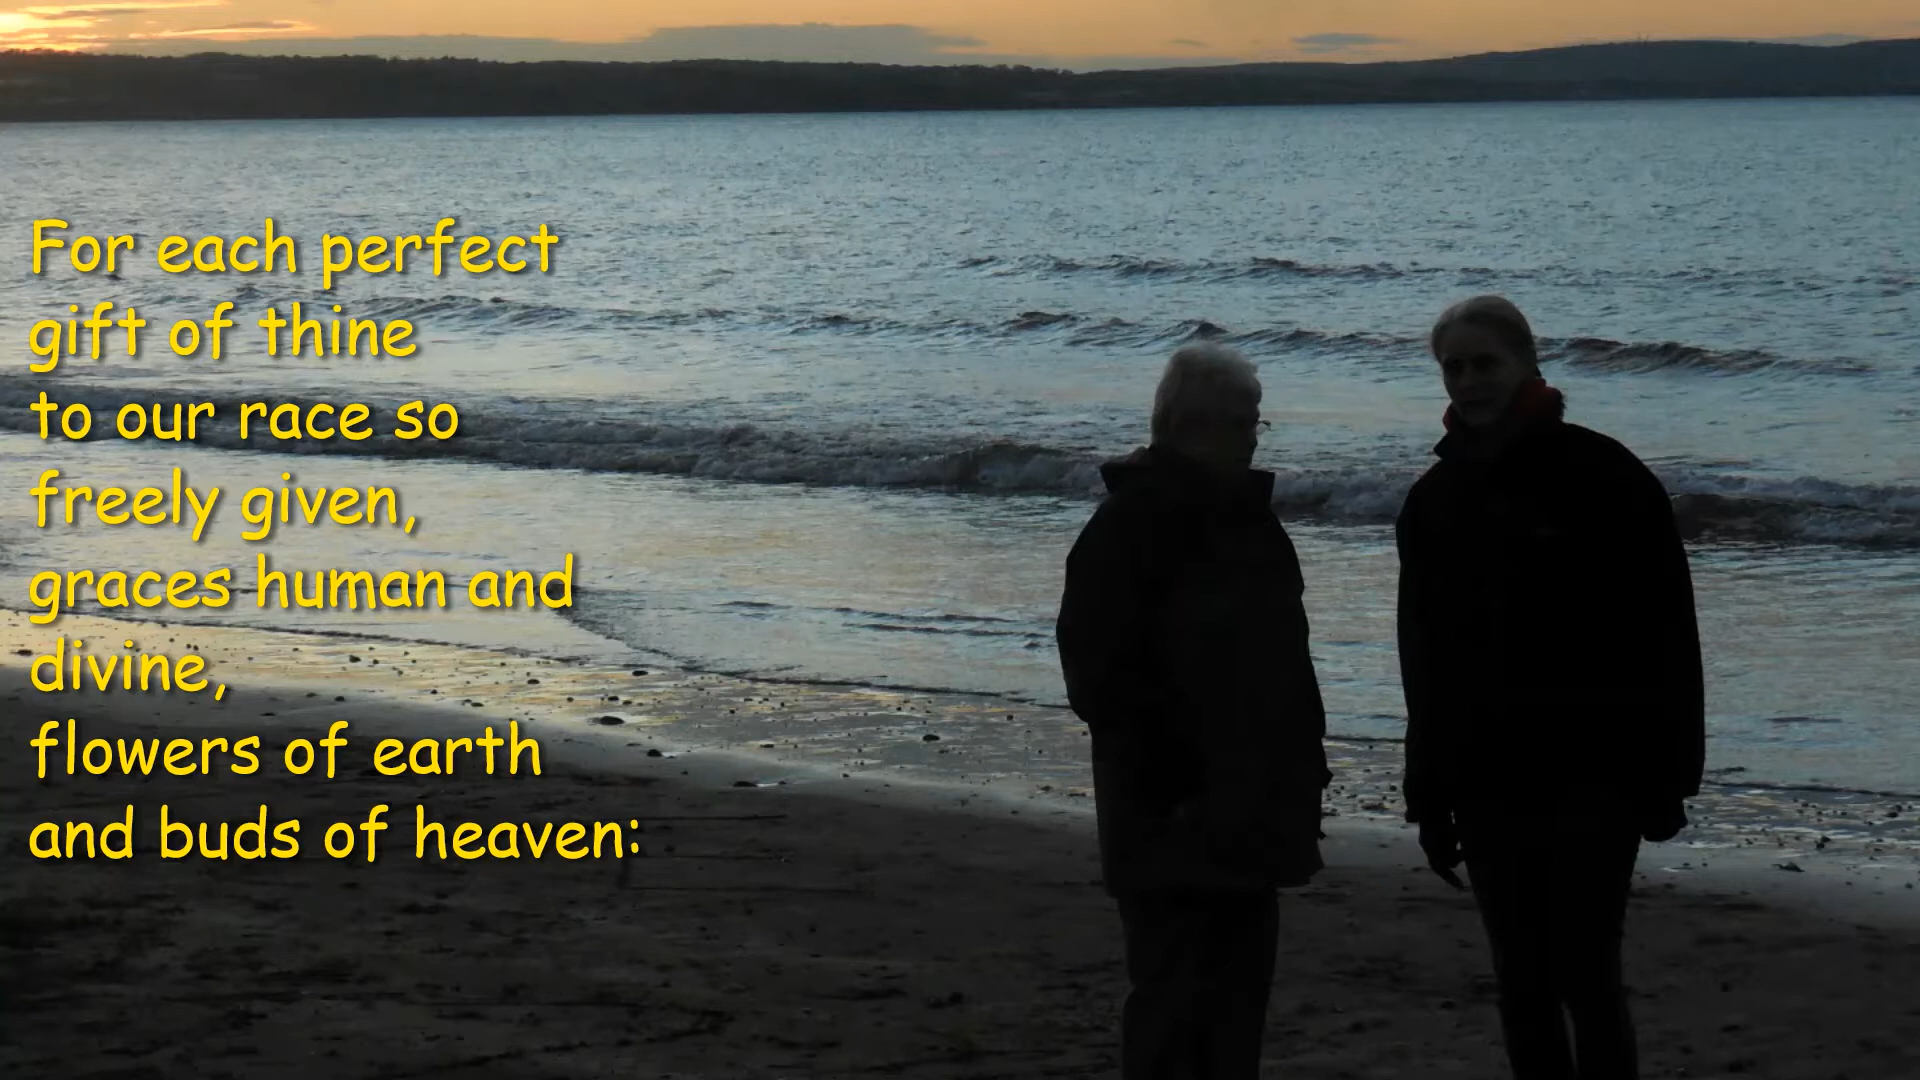 For each perfect
gift of thine
to our race so
freely given,
graces human and
divine,
flowers of earth
and buds of heaven: